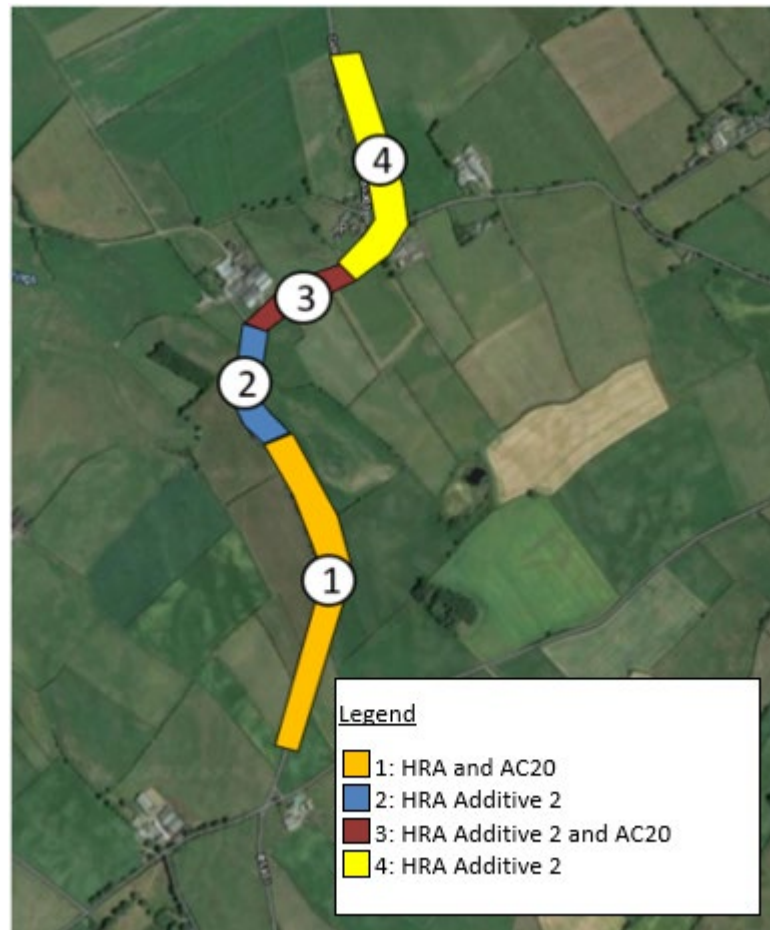 4
3
2
1
Legend
1: HRA and AC20
2: HRA Additive 2
3: HRA Additive 2 and AC20
4: HRA Additive 2